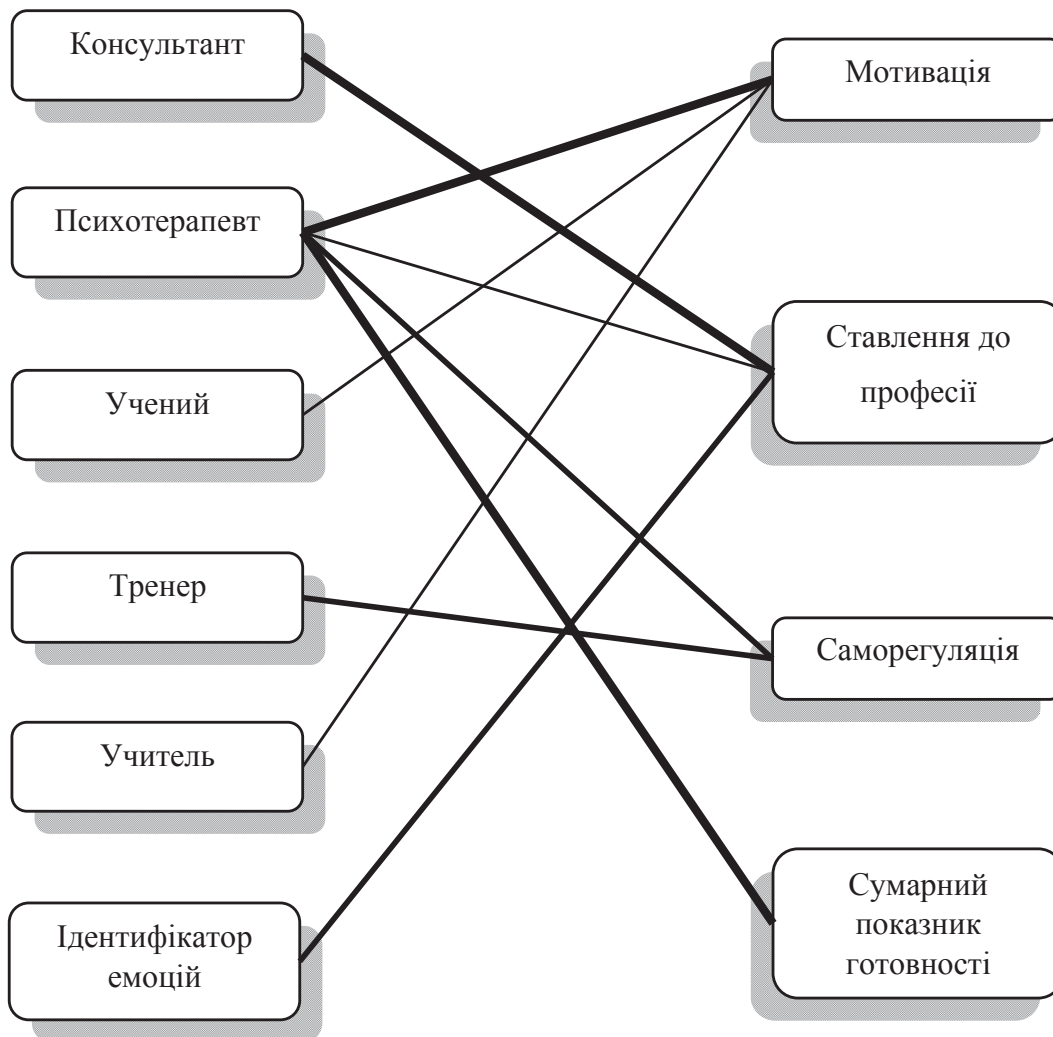 Консультант
Психотерапевт
Учений
Тренер
Учитель
Ідентифікатор
емоцій
Мотивація
Ставлення до
професії
Саморегуляція
Сумарний
показник
готовності